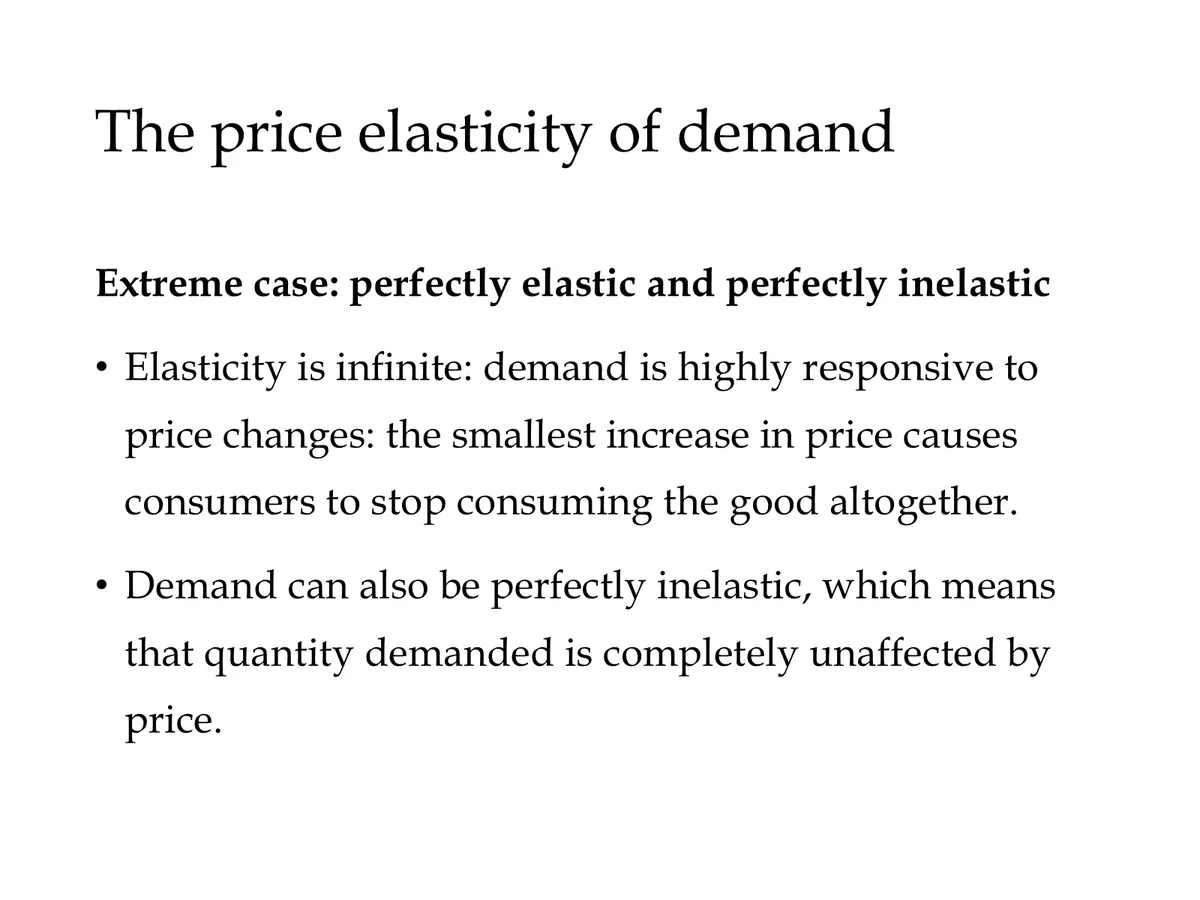 The price elasticity of demand
Extreme case: perfectly elastic and perfectly inelastic
• Elasticity is infinite: demand is highly responsive to
price changes: the smallest increase in price causes
consumers to stop consuming the good altogether.
• Demand can also be perfectly inelastic, which means
that quantity demanded is completely unaffected by
price.